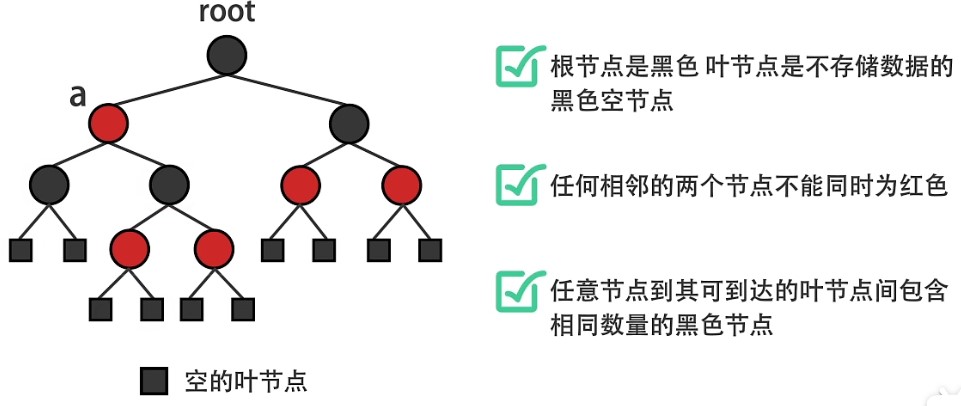 root
a
根节点是黑色 叶节点是不存储数据的
黑色空节点
任何相邻的两个节点不能同时为红色
任意节点到其可到达的叶节点间包含
相同数量的黑色节点
空的叶节点